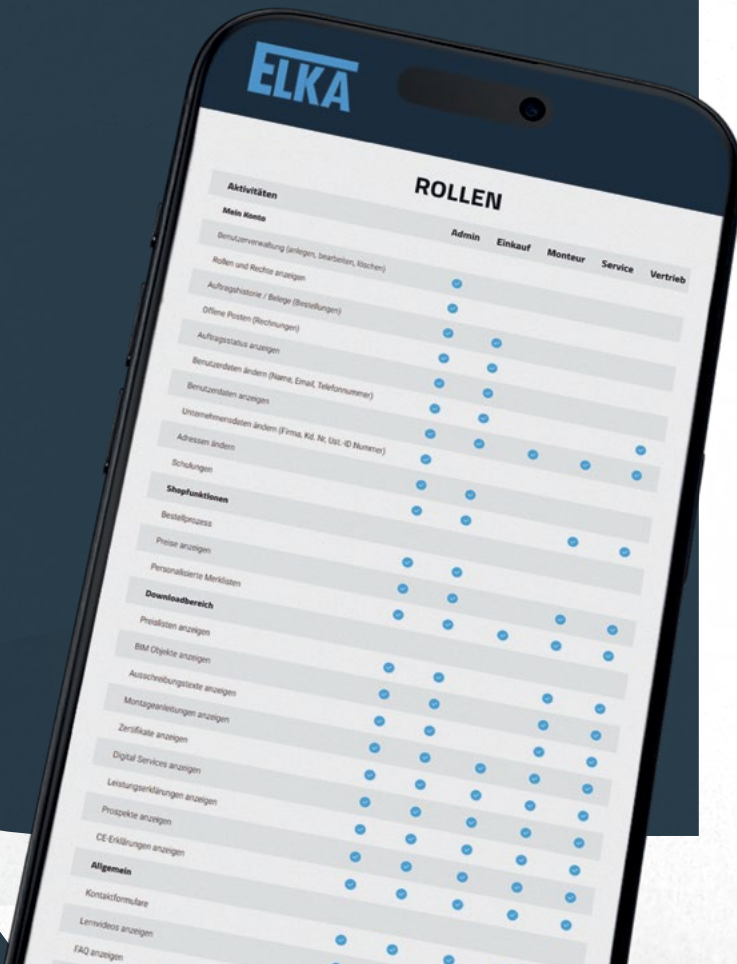 ELKA
ROLLEN
Aktivitäten Admin Einkauf Monteur Service Vertrieb
Mein Konto
Benutzerverwaltung (anlegen, bearbeiten, löschen)
Rollen und Rechte anzeigen
Auftragshistorie / Belege (Bestellungen)
Offene Posten (Rechnungen)
Auftragsstatus anzeigen
Benutzerdaten ändern (Name, Email, Telefonnummer)
Benutzerdaten anzeigen
Unternehmensdaten ändern (Firma, Kd. Nr, Ust.-ID Nummer)
Adressen ändern
Schulungen
Shopfunktionen
Bestellprozess
Preise anzeigen
Personalisierte Merklisten
Downloadbereich
Preislisten anzeigen
BIM Objekte anzeigen
Ausschreibungstexte anzeigen
Montageanleitungen anzeigen
Zertifikate anzeigen
Digital Services anzeigen
Leistungserklärungen anzeigen
Prospekte anzeigen
CE-Erklärungen anzeigen
Allgemein
Kontaktformulare
Lernvideos anzeigen
FAQ anzeigen